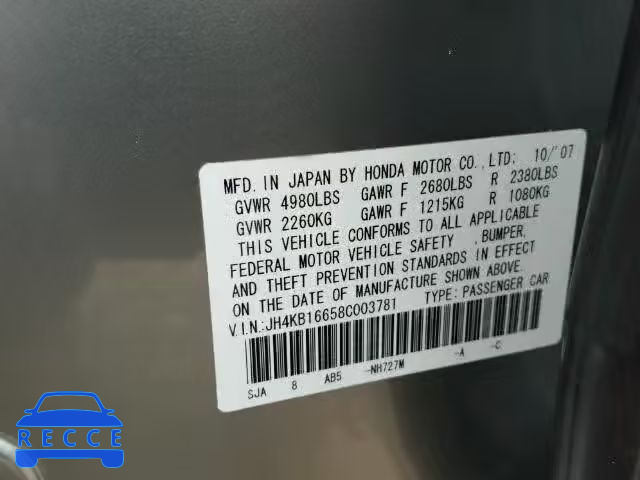 MFD. IN JAPAN BY HONDA MOTOR CO.,LTD: 10/'07
GVWR 4980LBS GAWR F 2680LBS R 2380LBS
GVWR 2260KG GAWR F 1215KG R 1080KG
THIS VEHICLE CONFORMS TO ALL APPLICABLE
FEDERAL MOTOR VEHICLE SAFETY ,BUMPER,
AND THEFT PREVENTION STANDARDS IN EFFECT
ON THE DATE OF MANUFACTURE SHOWN ABOVE.
V.I.N.:JH4KB16658C003781 TYPE: PASSENGER CAR
SJA 8 AB5 -NH727M -A -C
RECCE